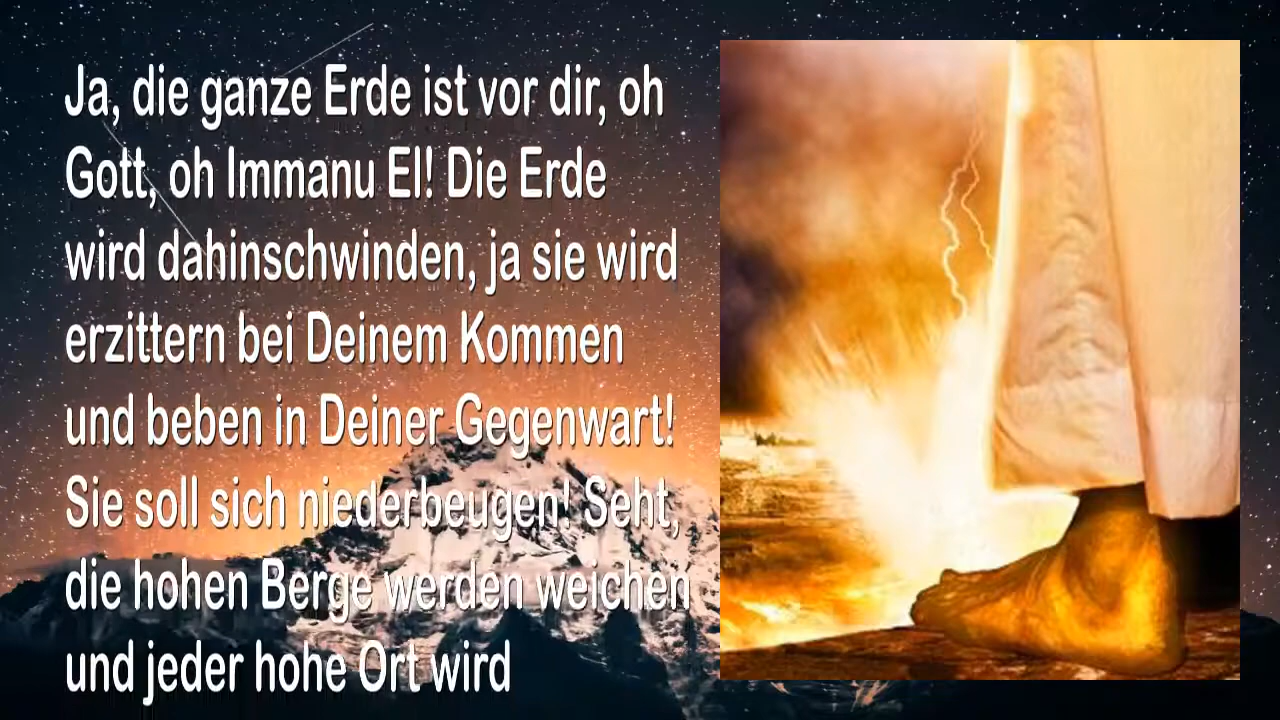 Ja, die ganze Erde ist vor dir, oh
Gott, oh Immanu El! Die Erde
wird dahinschwinden, ja sie wird
erzittern bei Deinem Kommen
und beben in Deiner Gegenwart!
Sie soll sich niederbeugen! Seht,
die hohen Berge werden weichen
und jeder hohe Ort wird